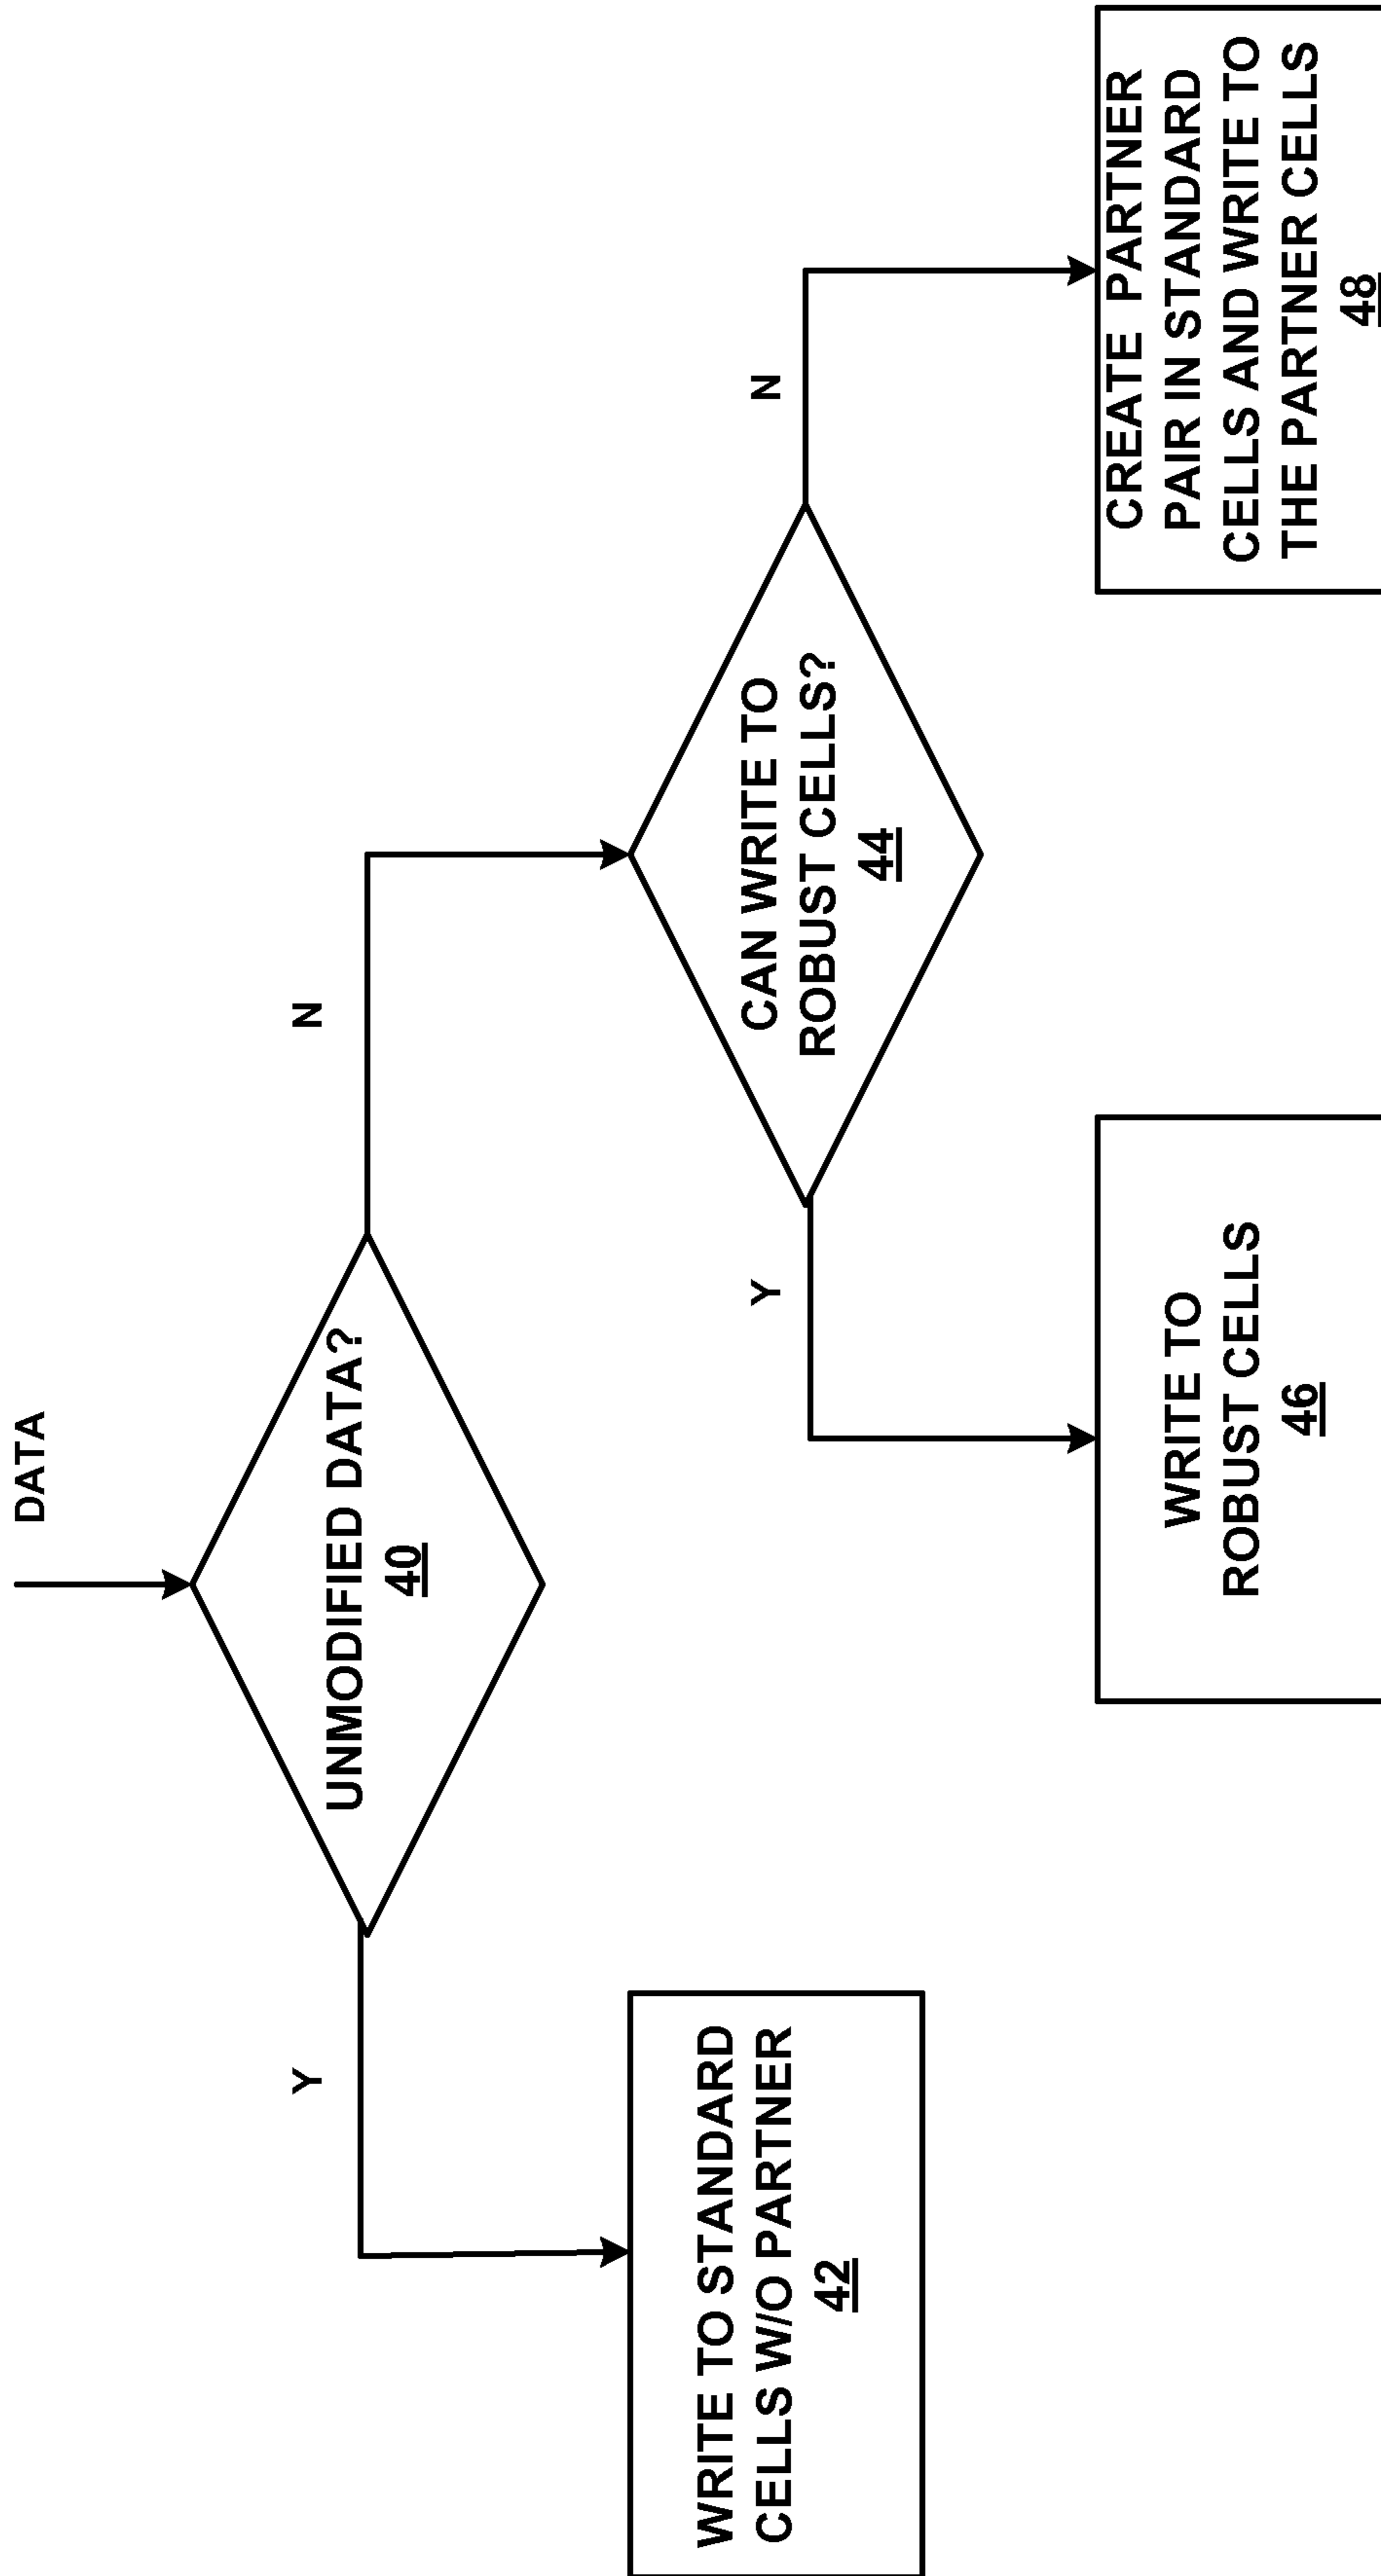 DATA
UNMODIFIED DATA?
40
Y
N
WRITE TO STANDARD
CELLS W/O PARTNER
42
CAN WRITE TO
ROBUST CELLS?
44
Y
N
WRITE TO
ROBUST CELLS
46
CREATE PARTNER
PAIR IN STANDARD
CELLS AND WRITE TO
THE PARTNER CELLS
48